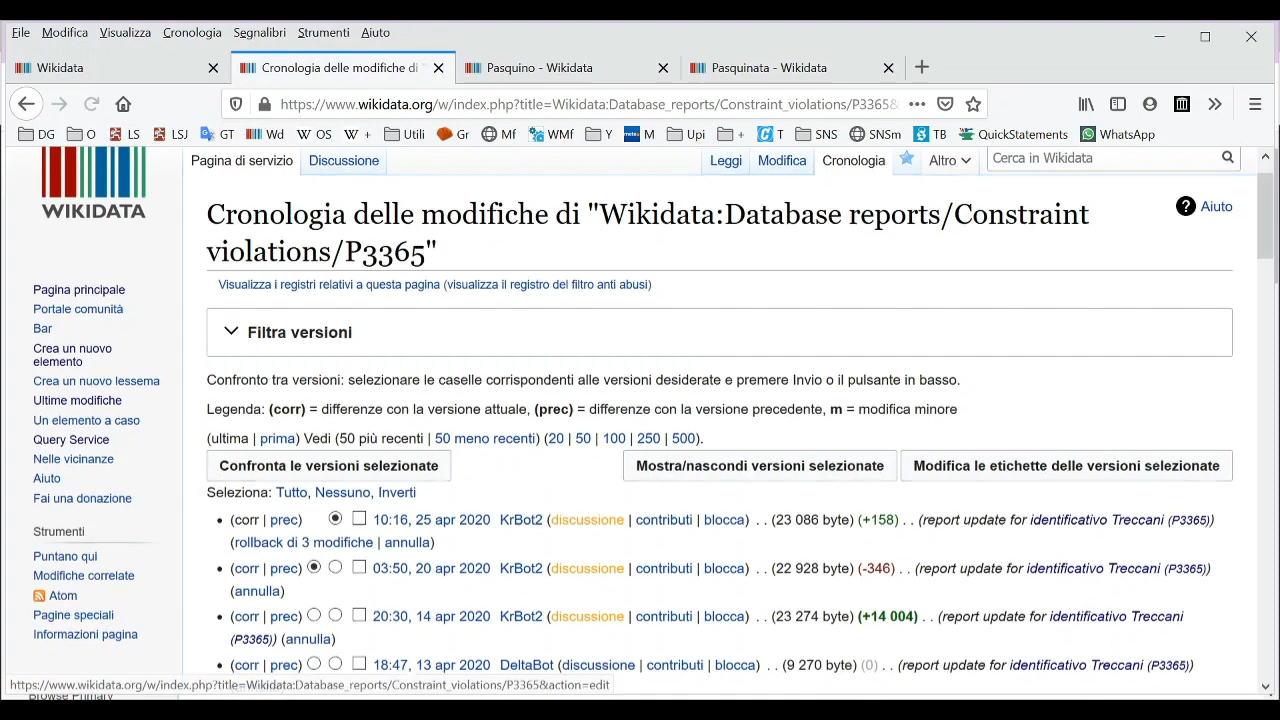 File Modifica Visualizza Cronologia Segnalibri Strumenti Aiuto
Wikidata
Cronologia delle modifiche di "
Pasquino - Wikidata
Pasquinata - Wikidata
https://www.wikidata.org/w/index.php?title=Wikidata:Database_reports/Constraint_violations/P3365&
DG O LS LSJ GT Wd OS + Utili Gr Mf WMf Y M Upi + T SNS SNSm TB QuickStatements WhatsApp
WIKIDATA
Pagina di servizio Discussione Leggi Modifica Cronologia Altro Cerca in Wikidata
Cronologia delle modifiche di "Wikidata:Database reports/Constraint
violations/P3365"
Aiuto
Visualizza i registri relativi a questa pagina (visualizza il registro del filtro anti abusi)
Filtra versioni
Confronto tra versioni: selezionare le caselle corrispondenti alle versioni desiderate e premere Invio o il pulsante in basso.
Legenda: (corr) = differenze con la versione attuale, (prec) = differenze con la versione precedente, m = modifica minore
(ultima | prima) Vedi (50 più recenti | 50 meno recenti) (20 | 50 | 100 | 250 | 500).
Confronta le versioni selezionate Mostra/nascondi versioni selezionate Modifica le etichette delle versioni selezionate
Seleziona: Tutto, Nessuno, Inverti
• (corr | prec) 10:16, 25 apr 2020 KrBot2 (discussione | contributi | blocca) . . (23 086 byte) (+158) . . (report update for identificativo Treccani (P3365))
(rollback di 3 modifiche | annulla)
• (corr | prec) 03:50, 20 apr 2020 KrBot2 (discussione | contributi | blocca) . . (22 928 byte) (-346) . . (report update for identificativo Treccani (P3365))
(annulla)
• (corr | prec) 20:30, 14 apr 2020 KrBot2 (discussione | contributi | blocca) . . (23 274 byte) (+14 004) . . (report update for identificativo Treccani
(P3365)) (annulla)
• (corr | prec) 18:47, 13 apr 2020 DeltaBot (discussione | contributi | blocca) . . (9 270 byte) (0) . . (report update for identificativo Treccani (P3365))
Pagina principale
Portale comunità
Bar
Crea un nuovo
elemento
Crea un nuovo lessema
Ultime modifiche
Un elemento a caso
Query Service
Nelle vicinanze
Aiuto
Fai una donazione
Strumenti
Puntano qui
Modifiche correlate
Atom
Pagine speciali
Informazioni pagina
https://www.wikidata.org/w/index.php?title=Wikidata:Database_reports/Constraint_violations/P3365&action=edit
Browse Primary